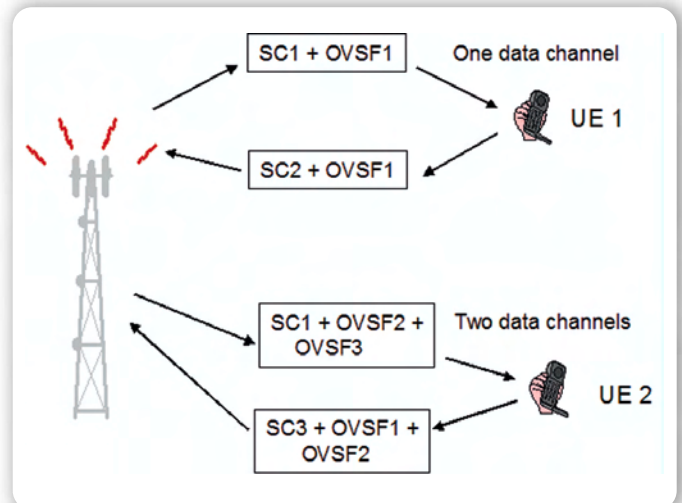 SC1 + OVSF1
One data channel
UE 1
SC2 + OVSF1
SC1 + OVSF2 +
OVSF3
Two data channels
UE 2
SC3 + OVSF1 +
OVSF2